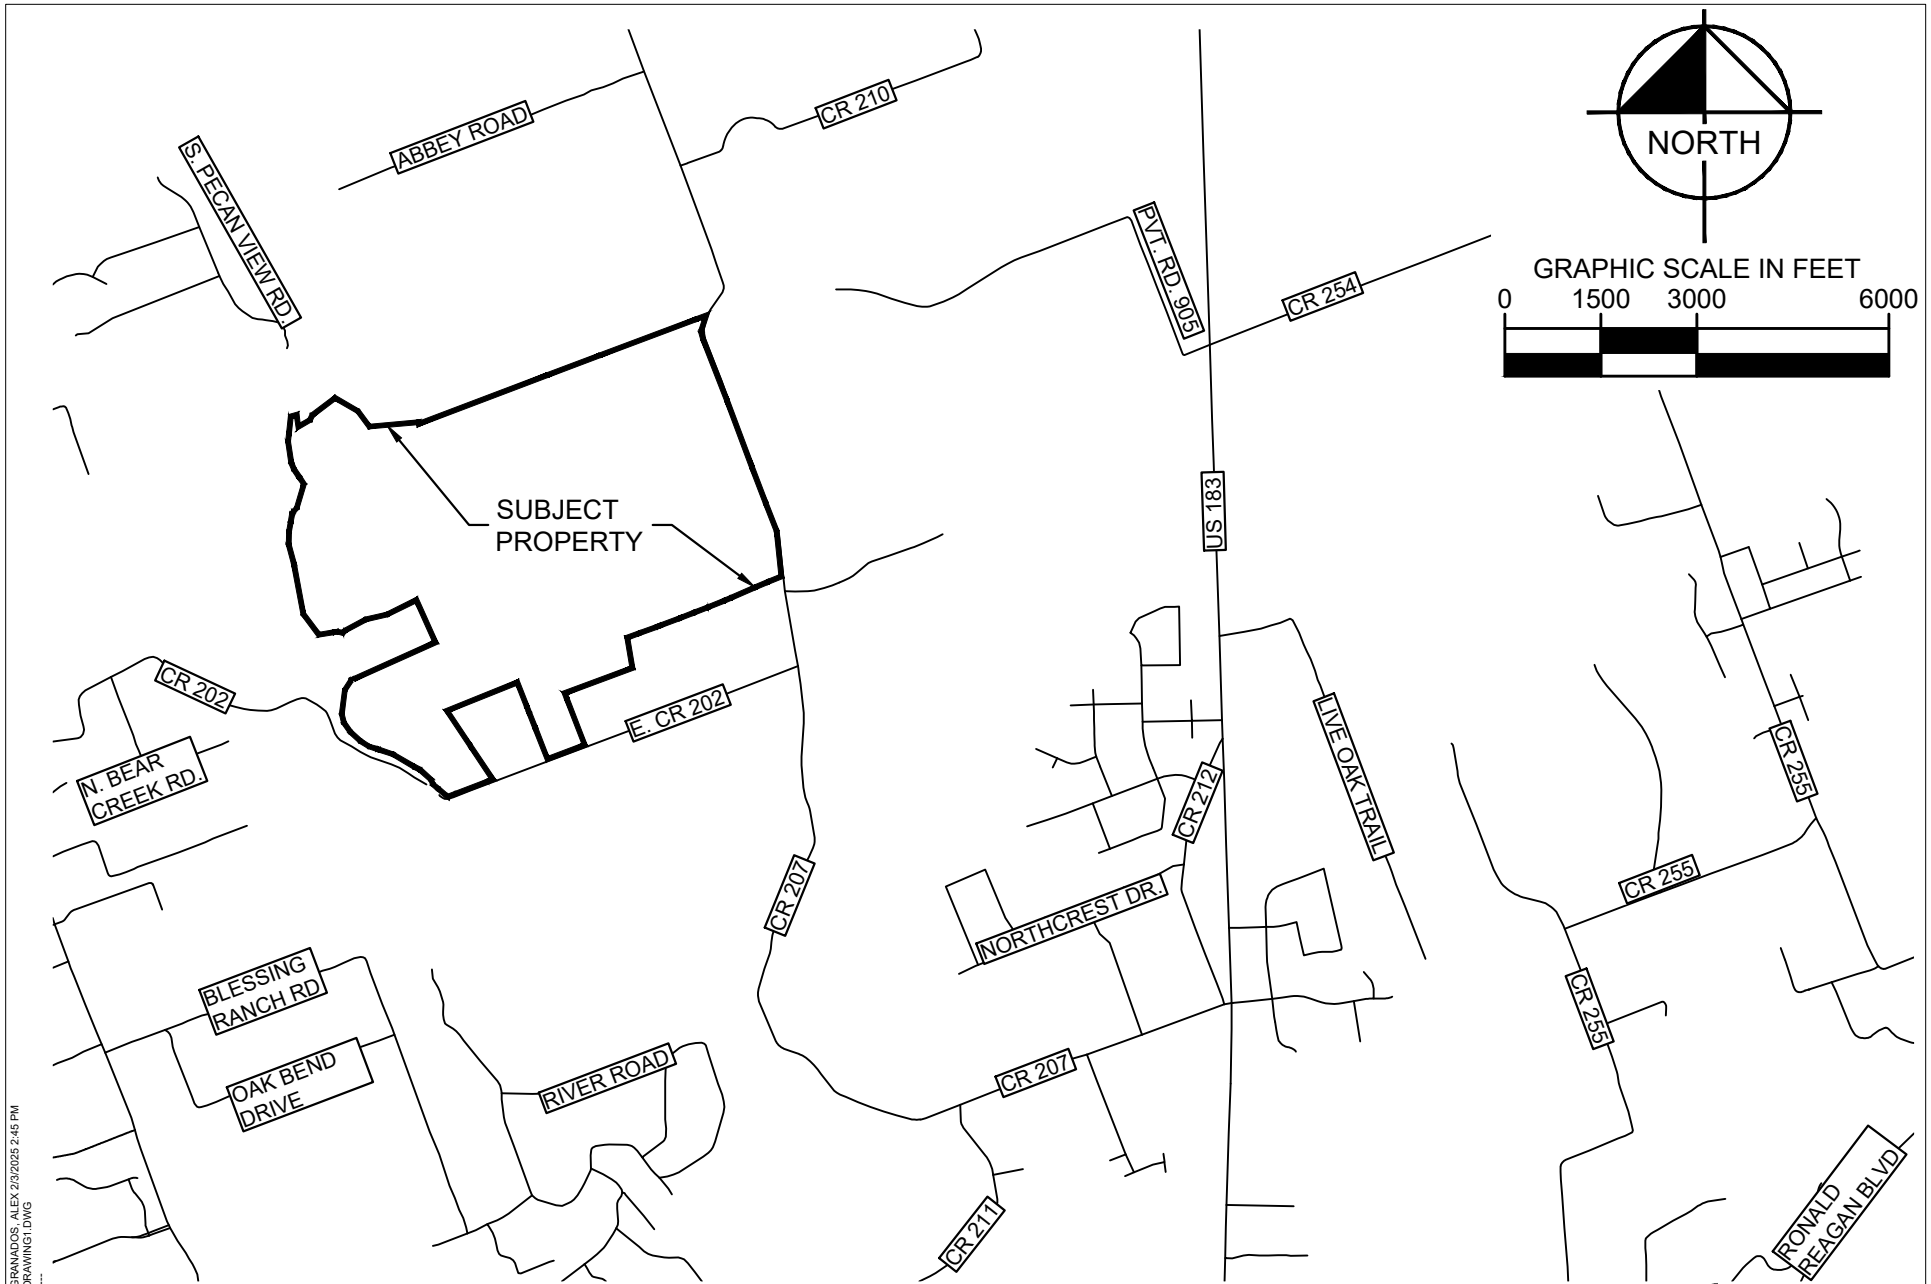 ABBEY ROAD
CR 210
NORTH
S. PECAN VIEW RD.
PVT. RD. 905
CR 254
GRAPHIC SCALE IN FEET
0 1500 3000 6000
SUBJECT
PROPERTY
US 183
CR 202
E. CR 202
LIVE OAK TRAIL
CR 255
N. BEAR
CREEK RD.
CR 212
CR 207
CR 255
NORTHCREST DR.
BLESSING
RANCH RD
CR 255
OAK BEND
DRIVE
RIVER ROAD
CR 207
CR 211
RONALD
REAGAN BLVD
GRANADOS, ALEX 2/3/2025 2:45 PM
DRAWING1.DWG
---